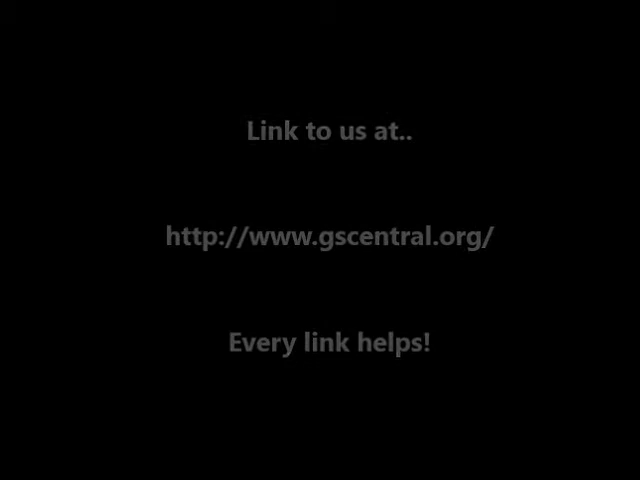 Link to us at..
http://www.gscentral.org/
Every link helps!